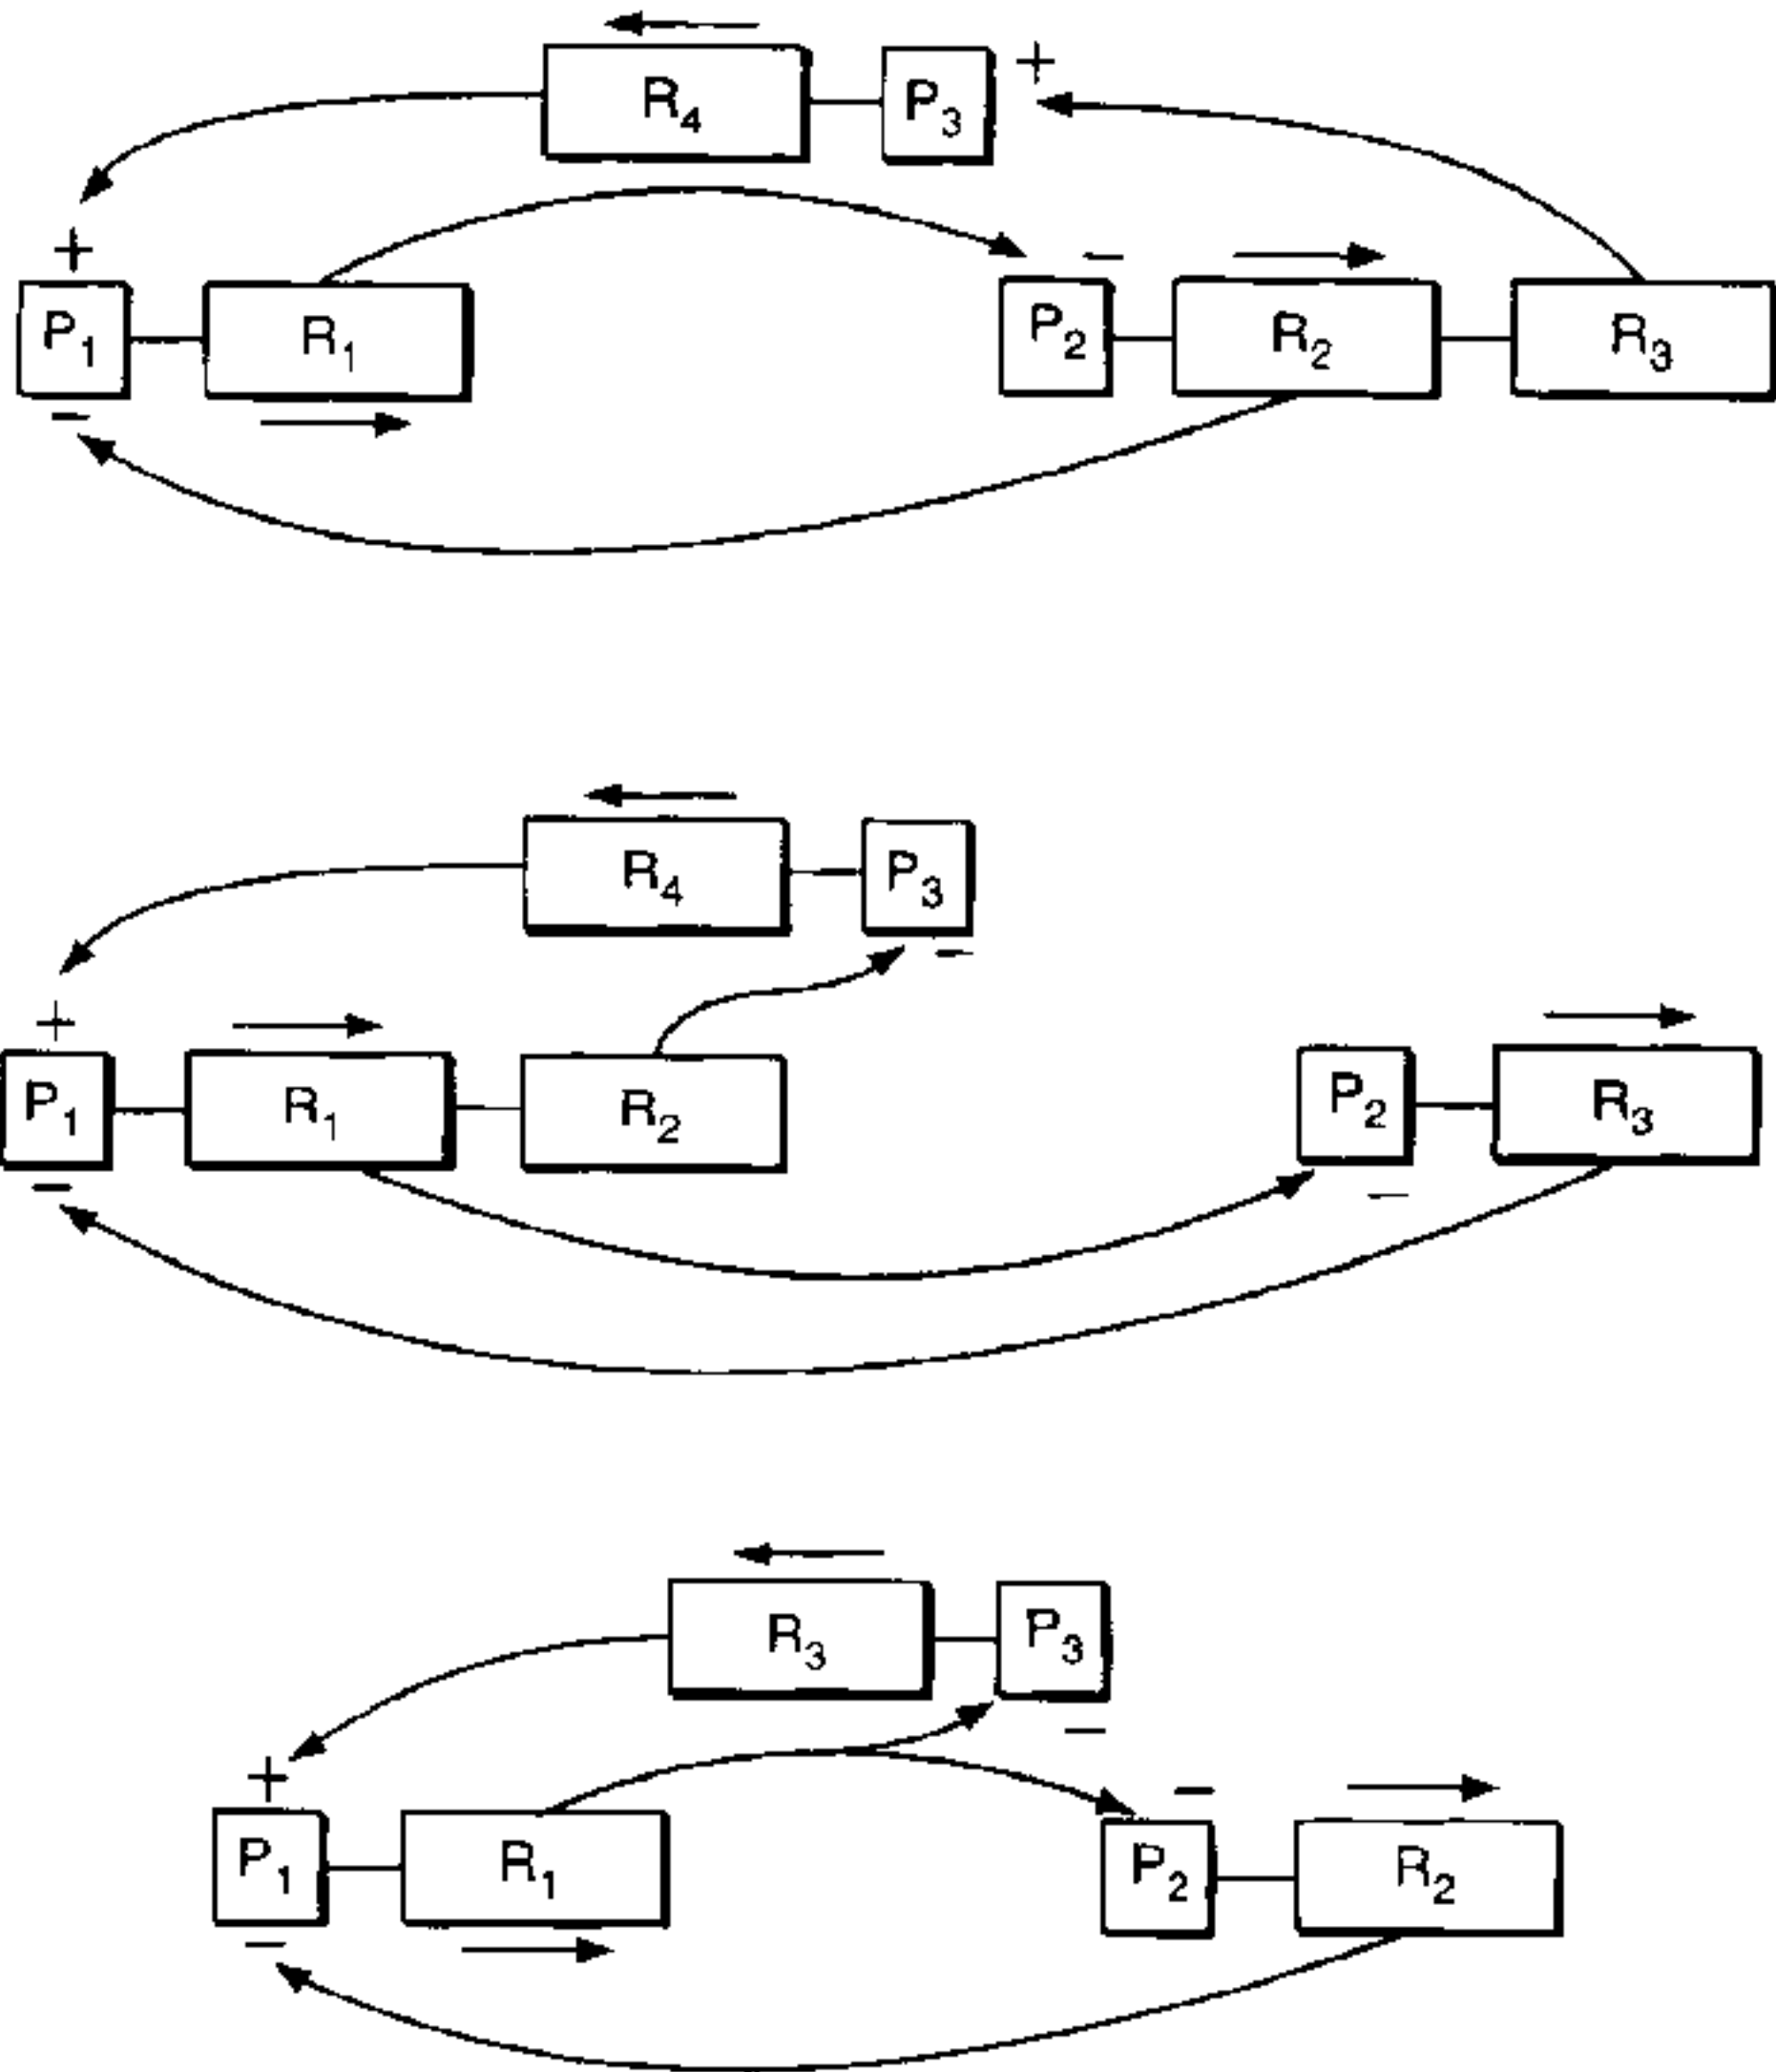 R4 P3 +
+ −
P1 R1 P2 R2 R3
−
R4 P3
−
+
P1 R1 R2 P2 R3
− −
R3 P3
−
+ −
P1 R1 P2 R2
−